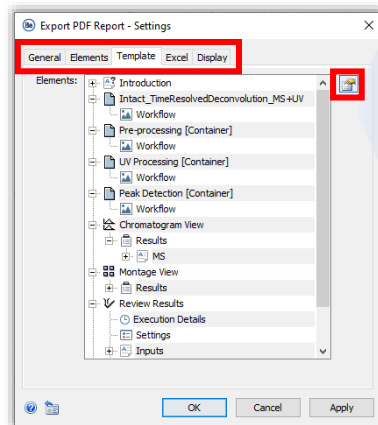 Export PDF Report - Settings
General Elements Template Excel Display
Elements:
Introduction
Intact_TimeResolvedDeconvolution_MS+UV
Workflow
Pre-processing [Container]
Workflow
UV Processing [Container]
Workflow
Peak Detection [Container]
Workflow
Chromatogram View
Results
MS
Montage View
Results
Review Results
Execution Details
Settings
Inputs
OK Cancel Apply